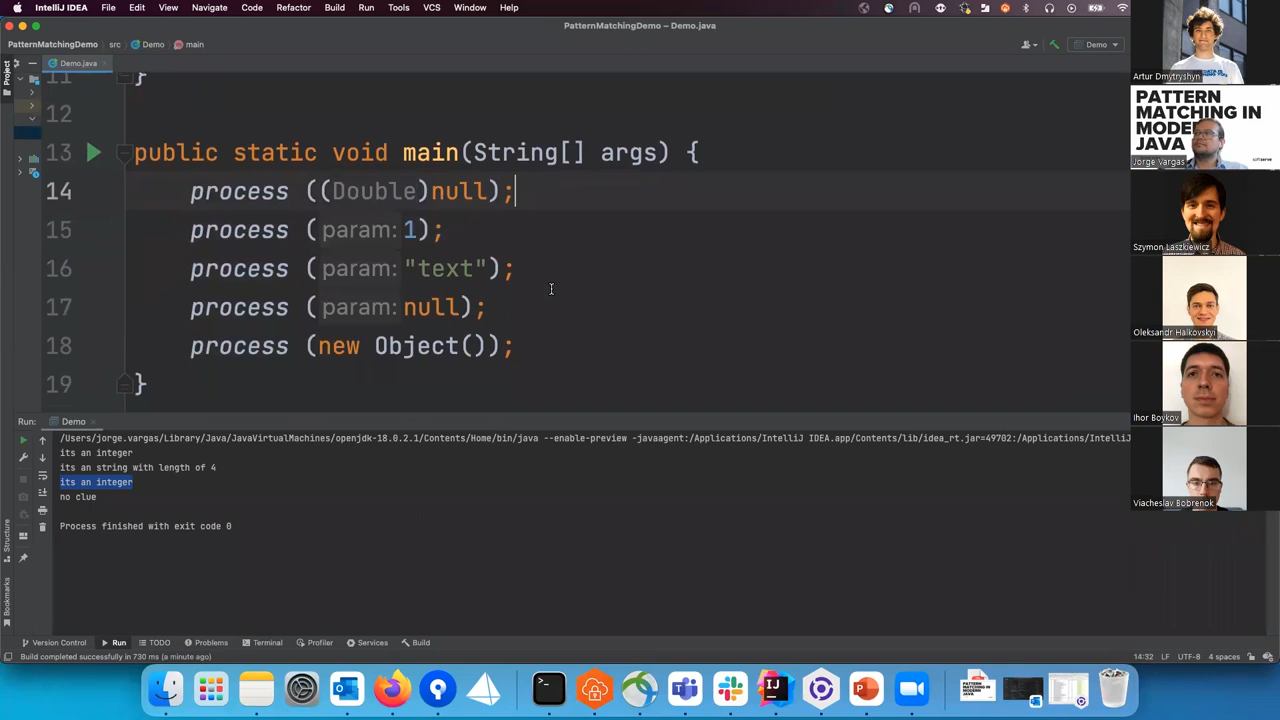 IntelliJ IDEA File Edit View Navigate Code Refactor Build Run Tools VCS Window Help
PatternMatchingDemo – Demo.java
PatternMatchingDemo src Demo main
Demo
Project
Demo.java
11 }
12
13 public static void main(String[] args) {
14 process ((Double)null);
15 process (param: 1);
16 process (param: "text");
17 process (param: null);
18 process (new Object());
19 }
Run: Demo
/Users/jorge.vargas/Library/Java/JavaVirtualMachines/openjdk-18.0.2.1/Contents/Home/bin/java --enable-preview -javaagent:/Applications/IntelliJ IDEA.app/Contents/lib/idea_rt.jar=49702:/Applications/IntelliJ
its an integer
its an string with length of 4
its an integer
no clue
Process finished with exit code 0
Structure
Bookmarks
Version Control Run TODO Problems Terminal Profiler Services Build
Build completed successfully in 730 ms (a minute ago)
14:32 LF UTF-8 4 spaces
Artur Dmytryshyn
PATTERN
MATCHING IN
MODERN
JAVA
softserve
Jorge Vargas
Szymon Laszkiewicz
Oleksandr Halkovskyi
Ihor Boykov
Viacheslav Bobrenok